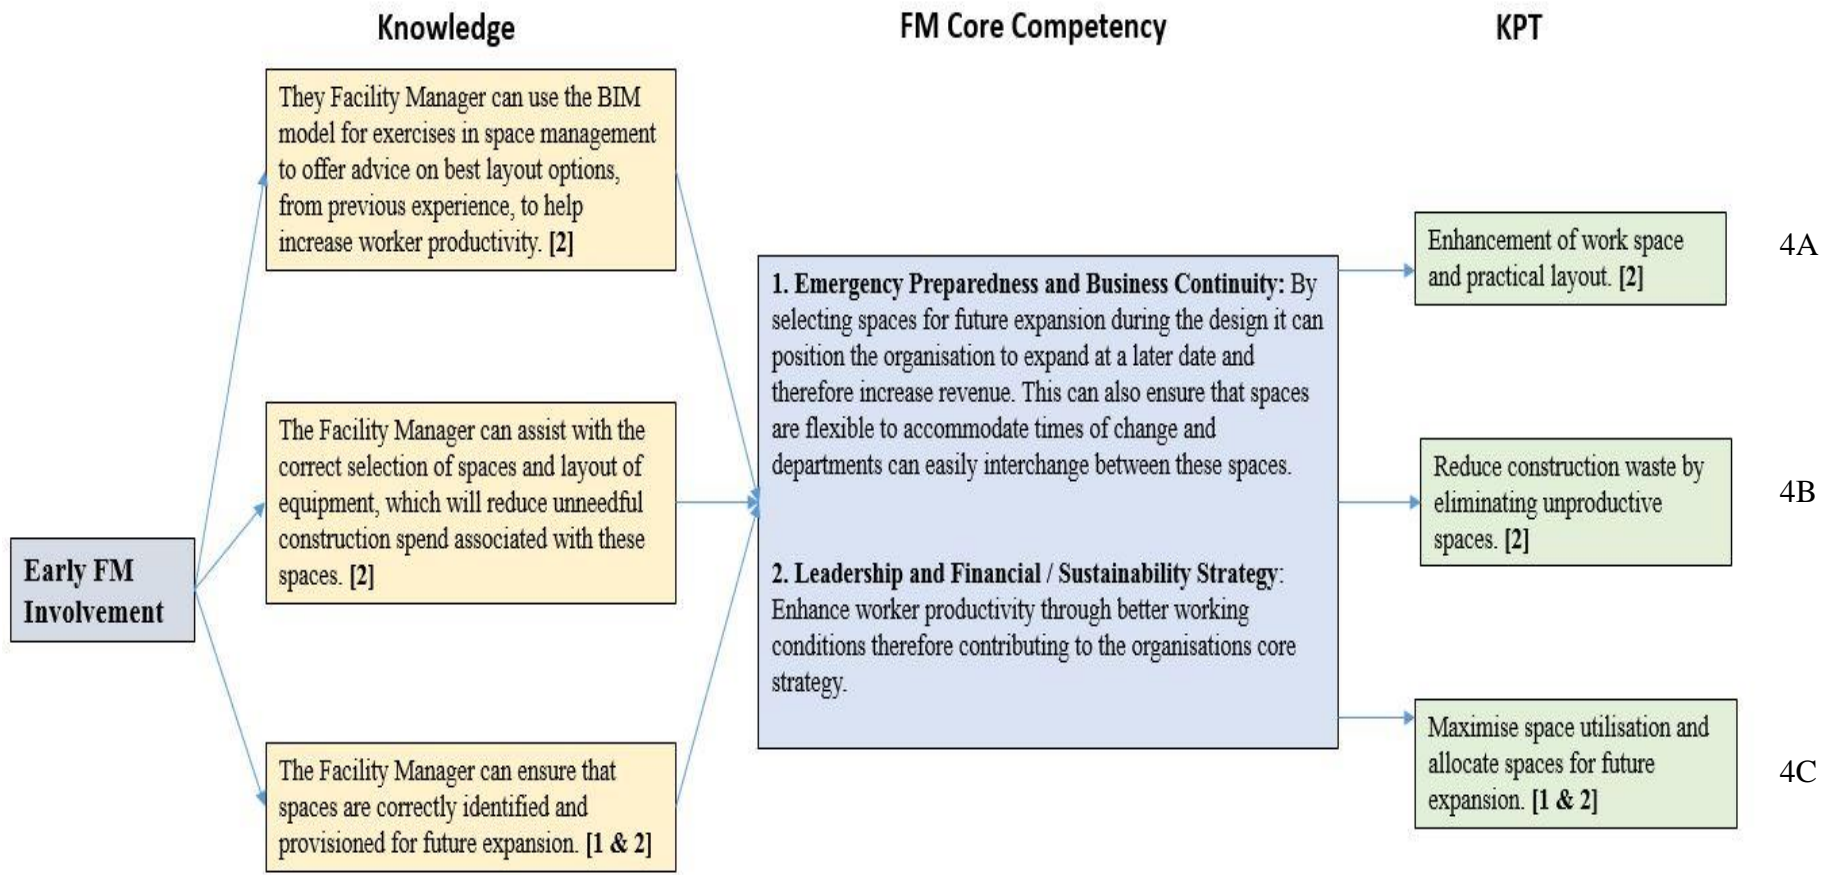 Knowledge
FM Core Competency
KPT
They Facility Manager can use the BIM
model for exercises in space management
to offer advice on best layout options,
from previous experience, to help
increase worker productivity. [2]
The Facility Manager can assist with the
correct selection of spaces and layout of
equipment, which will reduce unneedful
construction spend associated with these
spaces. [2]
Early FM
Involvement
The Facility Manager can ensure that
spaces are correctly identified and
provisioned for future expansion. [1 & 2]
1. Emergency Preparedness and Business Continuity: By
selecting spaces for future expansion during the design it can
position the organisation to expand at a later date and
therefore increase revenue. This can also ensure that spaces
are flexible to accommodate times of change and
departments can easily interchange between these spaces.
2. Leadership and Financial / Sustainability Strategy:
Enhance worker productivity through better working
conditions therefore contributing to the organisations core
strategy.
Enhancement of work space
and practical layout. [2]
4A
Reduce construction waste by
eliminating unproductive
spaces. [2]
4B
Maximise space utilisation and
allocate spaces for future
expansion. [1 & 2]
4C